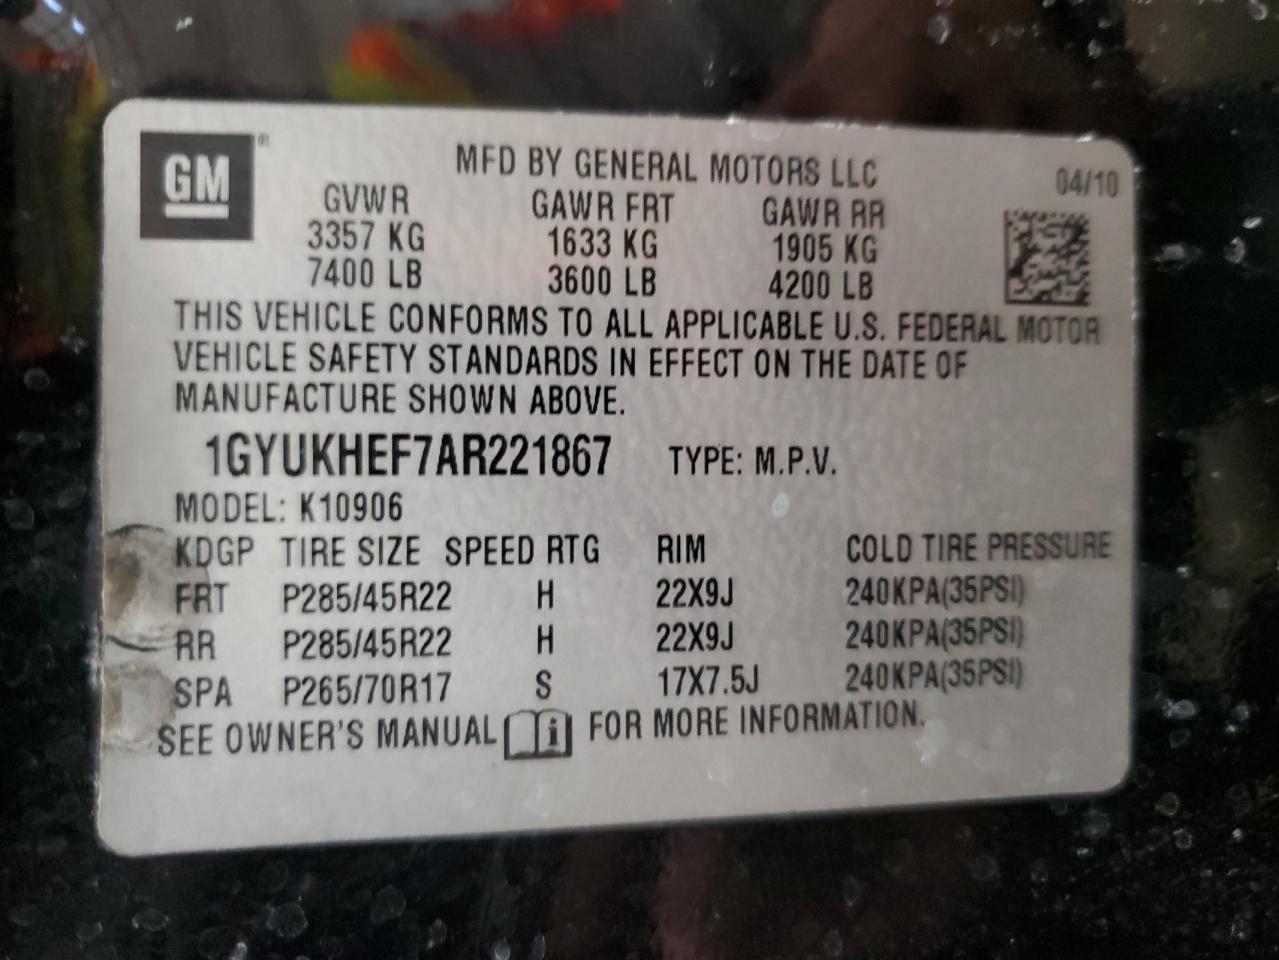 GM
MFD BY GENERAL MOTORS LLC
04/10
GVWR GAWR FRT GAWR RR
3357 KG 1633 KG 1905 KG
7400 LB 3600 LB 4200 LB
THIS VEHICLE CONFORMS TO ALL APPLICABLE U.S. FEDERAL MOTOR
VEHICLE SAFETY STANDARDS IN EFFECT ON THE DATE OF
MANUFACTURE SHOWN ABOVE.
1GYUKHEF7AR221867 TYPE: M.P.V.
MODEL: K10906
KDGP TIRE SIZE SPEED RTG RIM COLD TIRE PRESSURE
FRT P285/45R22 H 22X9J 240KPA(35PSI)
RR P285/45R22 H 22X9J 240KPA(35PSI)
SPA P265/70R17 S 17X7.5J 240KPA(35PSI)
SEE OWNER'S MANUAL i FOR MORE INFORMATION.